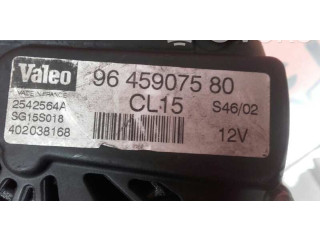 Valeo 96 459075 80
MADE IN FRANCE CL15
2542564A S46/02
SG15S018
402038168 12V